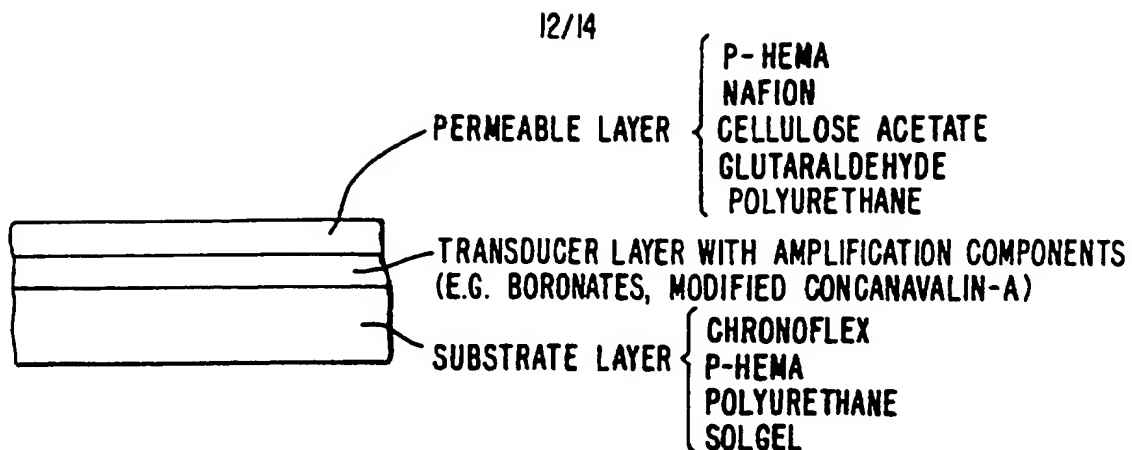 12/14
PERMEABLE LAYER
P-HEMA
NAFION
CELLULOSE ACETATE
GLUTARALDEHYDE
POLYURETHANE
TRANSDUCER LAYER WITH AMPLIFICATION COMPONENTS
(E.G. BORONATES, MODIFIED CONCANAVALIN-A)
SUBSTRATE LAYER
CHRONOFLEX
P-HEMA
POLYURETHANE
SOLGEL